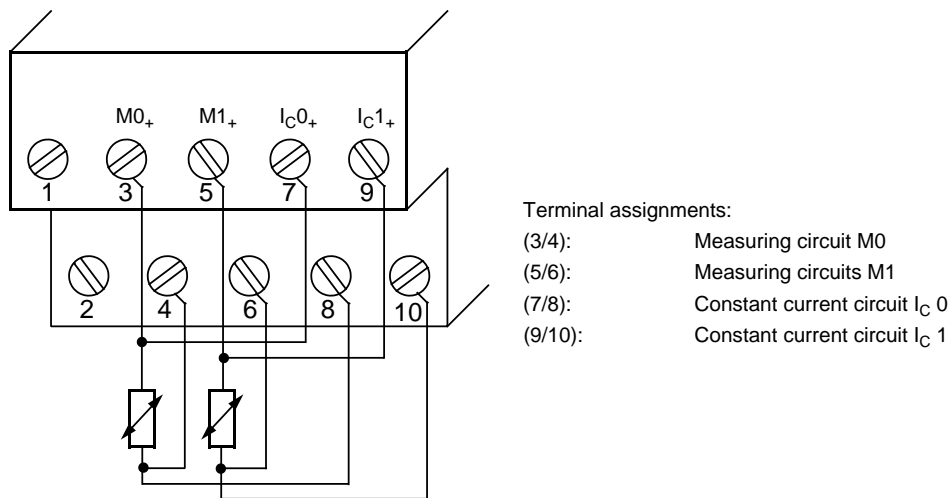 M0+ M1+ IC0+ IC1+
1 3 5 7 9
2 4 6 8 10
Terminal assignments:
(3/4): Measuring circuit M0
(5/6): Measuring circuits M1
(7/8): Constant current circuit IC 0
(9/10): Constant current circuit IC 1